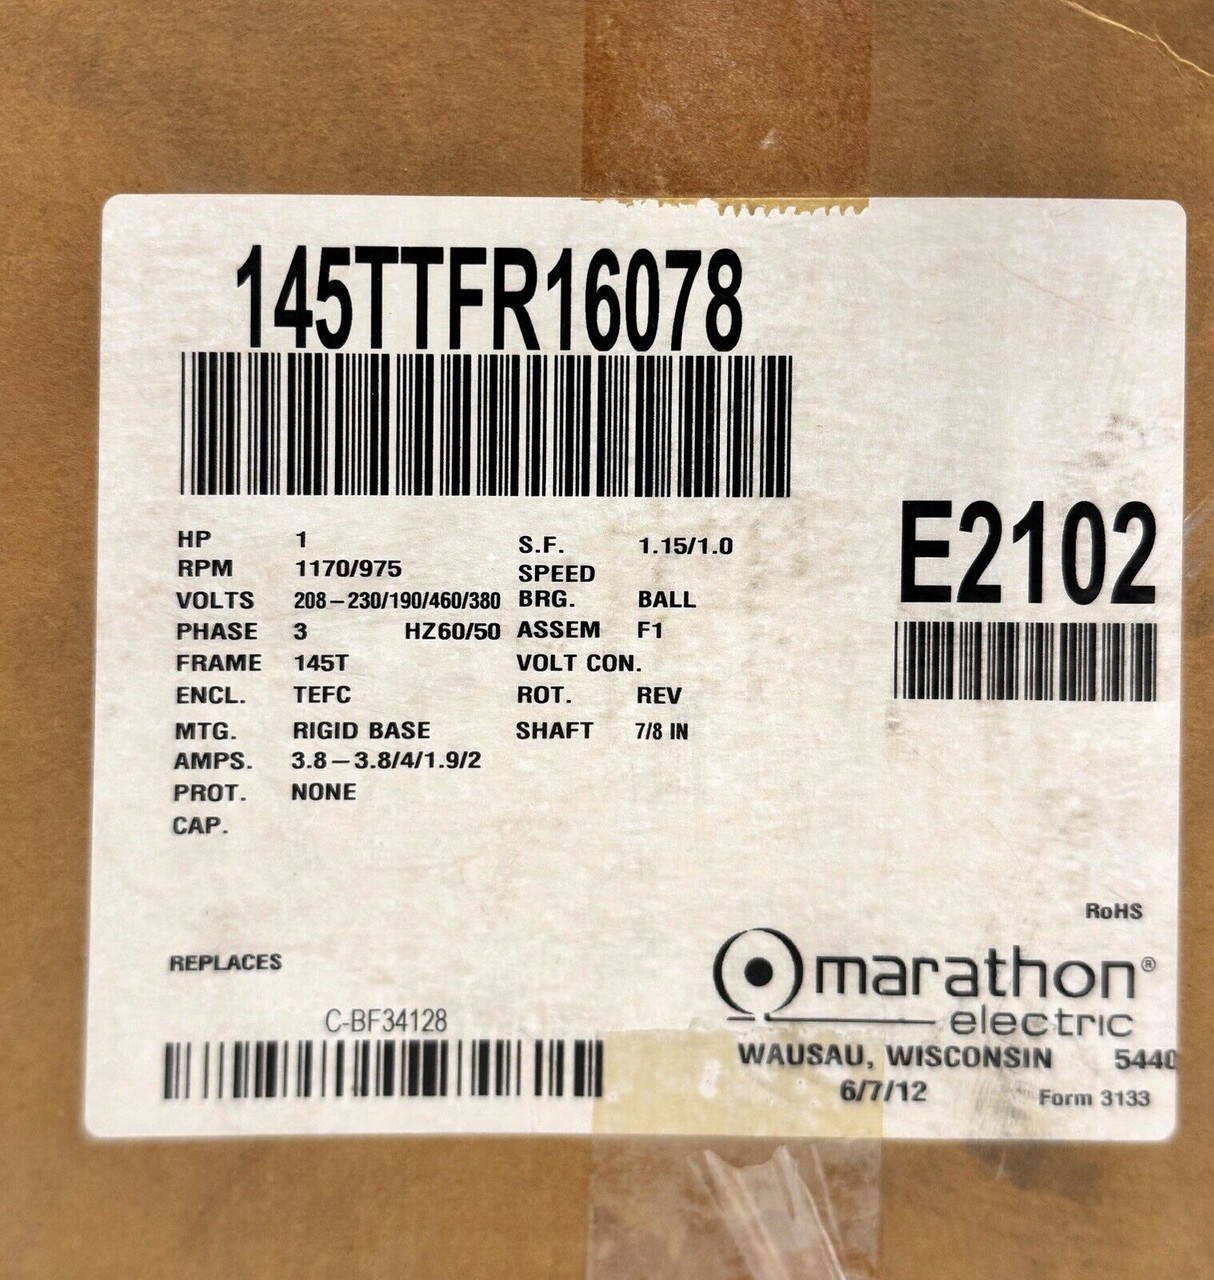 145TTFR16078
E2102
HP 1 S.F. 1.15/1.0
RPM 1170/975 SPEED
VOLTS 208-230/190/460/380 BRG. BALL
PHASE 3 HZ60/50 ASSEM F1
FRAME 145T VOLT CON.
ENCL. TEFC ROT. REV
MTG. RIGID BASE SHAFT 7/8 IN
AMPS. 3.8-3.8/4/1.9/2
PROT. NONE
CAP.
RoHS
REPLACES
marathon®
electric
C-BF34128
WAUSAU, WISCONSIN 5440
6/7/12 Form 3133